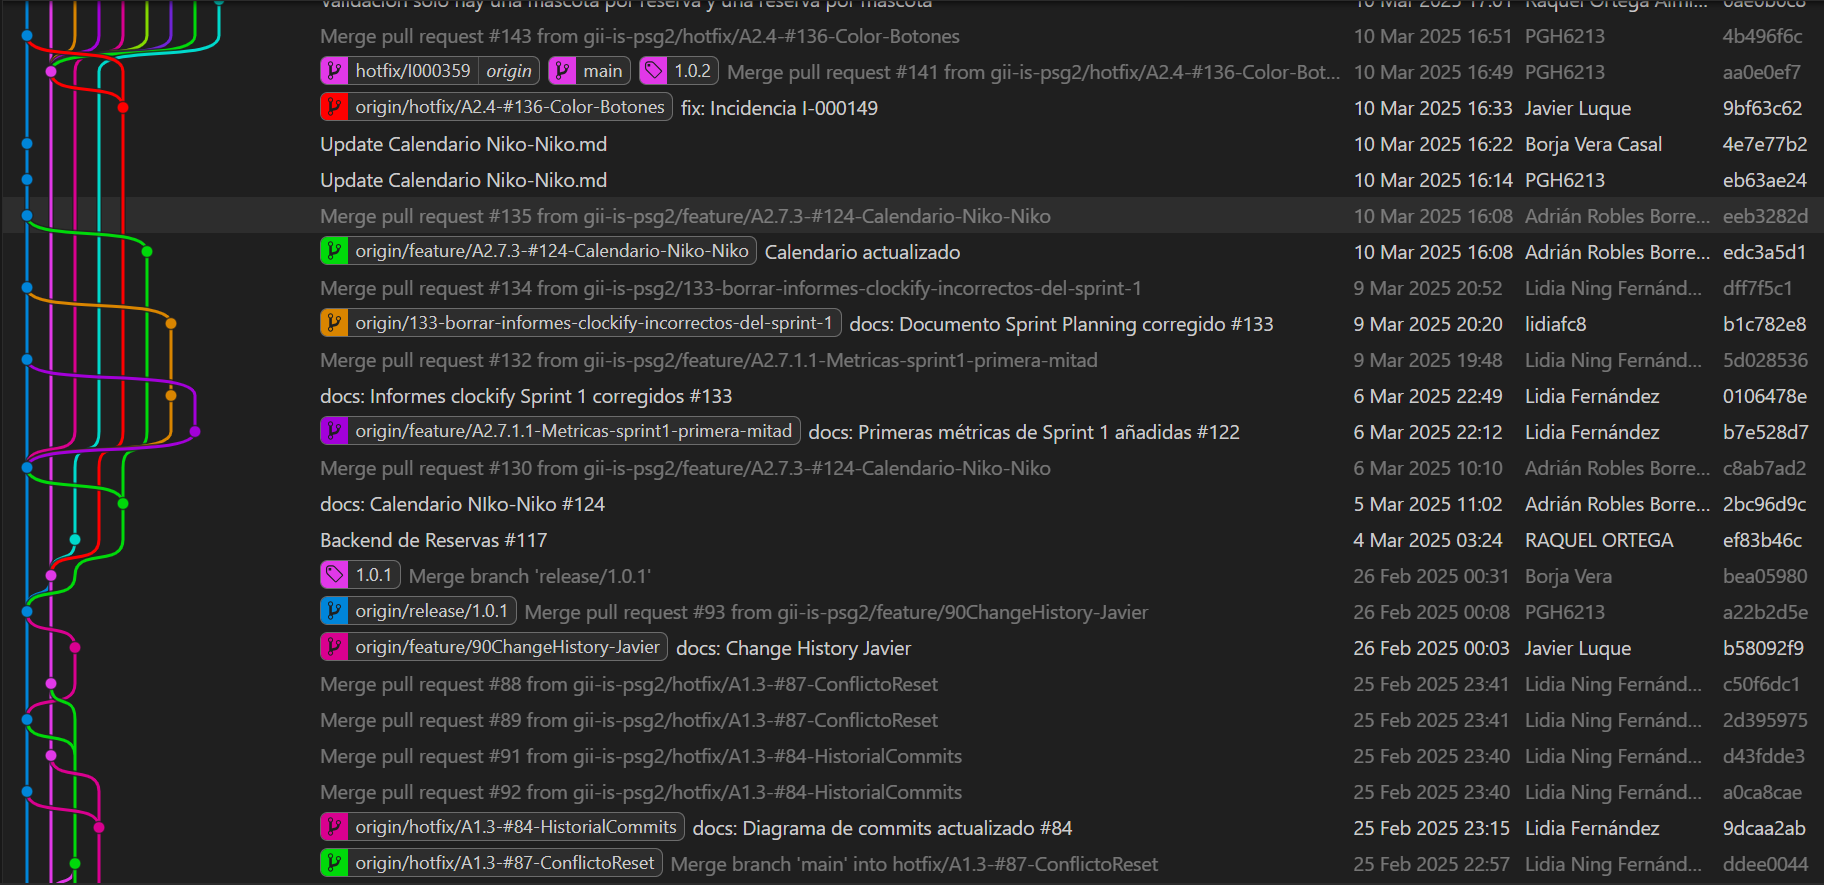 Validación solo hay una mascota por reserva y una reserva por mascota 10 Mar 2025 17:01 Raquel Ortega Almi... 0ae0b0c8
Merge pull request #143 from gii-is-psg2/hotfix/A2.4-#136-Color-Botones 10 Mar 2025 16:51 PGH6213 4b496f6c
hotfix/I000359 origin main 1.0.2 Merge pull request #141 from gii-is-psg2/hotfix/A2.4-#136-Color-Bot... 10 Mar 2025 16:49 PGH6213 aa0e0ef7
origin/hotfix/A2.4-#136-Color-Botones fix: Incidencia I-000149 10 Mar 2025 16:33 Javier Luque 9bf63c62
Update Calendario Niko-Niko.md 10 Mar 2025 16:22 Borja Vera Casal 4e7e77b2
Update Calendario Niko-Niko.md 10 Mar 2025 16:14 PGH6213 eb63ae24
Merge pull request #135 from gii-is-psg2/feature/A2.7.3-#124-Calendario-Niko-Niko 10 Mar 2025 16:08 Adrián Robles Borre... eeb3282d
origin/feature/A2.7.3-#124-Calendario-Niko-Niko Calendario actualizado 10 Mar 2025 16:08 Adrián Robles Borre... edc3a5d1
Merge pull request #134 from gii-is-psg2/133-borrar-informes-clockify-incorrectos-del-sprint-1 9 Mar 2025 20:52 Lidia Ning Fernánd... dff7f5c1
origin/133-borrar-informes-clockify-incorrectos-del-sprint-1 docs: Documento Sprint Planning corregido #133 9 Mar 2025 20:20 lidiafc8 b1c782e8
Merge pull request #132 from gii-is-psg2/feature/A2.7.1.1-Metricas-sprint1-primera-mitad 9 Mar 2025 19:48 Lidia Ning Fernánd... 5d028536
docs: Informes clockify Sprint 1 corregidos #133 6 Mar 2025 22:49 Lidia Fernández 0106478e
origin/feature/A2.7.1.1-Metricas-sprint1-primera-mitad docs: Primeras métricas de Sprint 1 añadidas #122 6 Mar 2025 22:12 Lidia Fernández b7e528d7
Merge pull request #130 from gii-is-psg2/feature/A2.7.3-#124-Calendario-Niko-Niko 6 Mar 2025 10:10 Adrián Robles Borre... c8ab7ad2
docs: Calendario NIko-Niko #124 5 Mar 2025 11:02 Adrián Robles Borre... 2bc96d9c
Backend de Reservas #117 4 Mar 2025 03:24 RAQUEL ORTEGA ef83b46c
1.0.1 Merge branch 'release/1.0.1' 26 Feb 2025 00:31 Borja Vera bea05980
origin/release/1.0.1 Merge pull request #93 from gii-is-psg2/feature/90ChangeHistory-Javier 26 Feb 2025 00:08 PGH6213 a22b2d5e
origin/feature/90ChangeHistory-Javier docs: Change History Javier 26 Feb 2025 00:03 Javier Luque b58092f9
Merge pull request #88 from gii-is-psg2/hotfix/A1.3-#87-ConflictoReset 25 Feb 2025 23:41 Lidia Ning Fernánd... c50f6dc1
Merge pull request #89 from gii-is-psg2/hotfix/A1.3-#87-ConflictoReset 25 Feb 2025 23:41 Lidia Ning Fernánd... 2d395975
Merge pull request #91 from gii-is-psg2/hotfix/A1.3-#84-HistorialCommits 25 Feb 2025 23:40 Lidia Ning Fernánd... d43fdde3
Merge pull request #92 from gii-is-psg2/hotfix/A1.3-#84-HistorialCommits 25 Feb 2025 23:40 Lidia Ning Fernánd... a0ca8cae
origin/hotfix/A1.3-#84-HistorialCommits docs: Diagrama de commits actualizado #84 25 Feb 2025 23:15 Lidia Fernández 9dcaa2ab
origin/hotfix/A1.3-#87-ConflictoReset Merge branch 'main' into hotfix/A1.3-#87-ConflictoReset 25 Feb 2025 22:57 Lidia Ning Fernánd... ddee0044